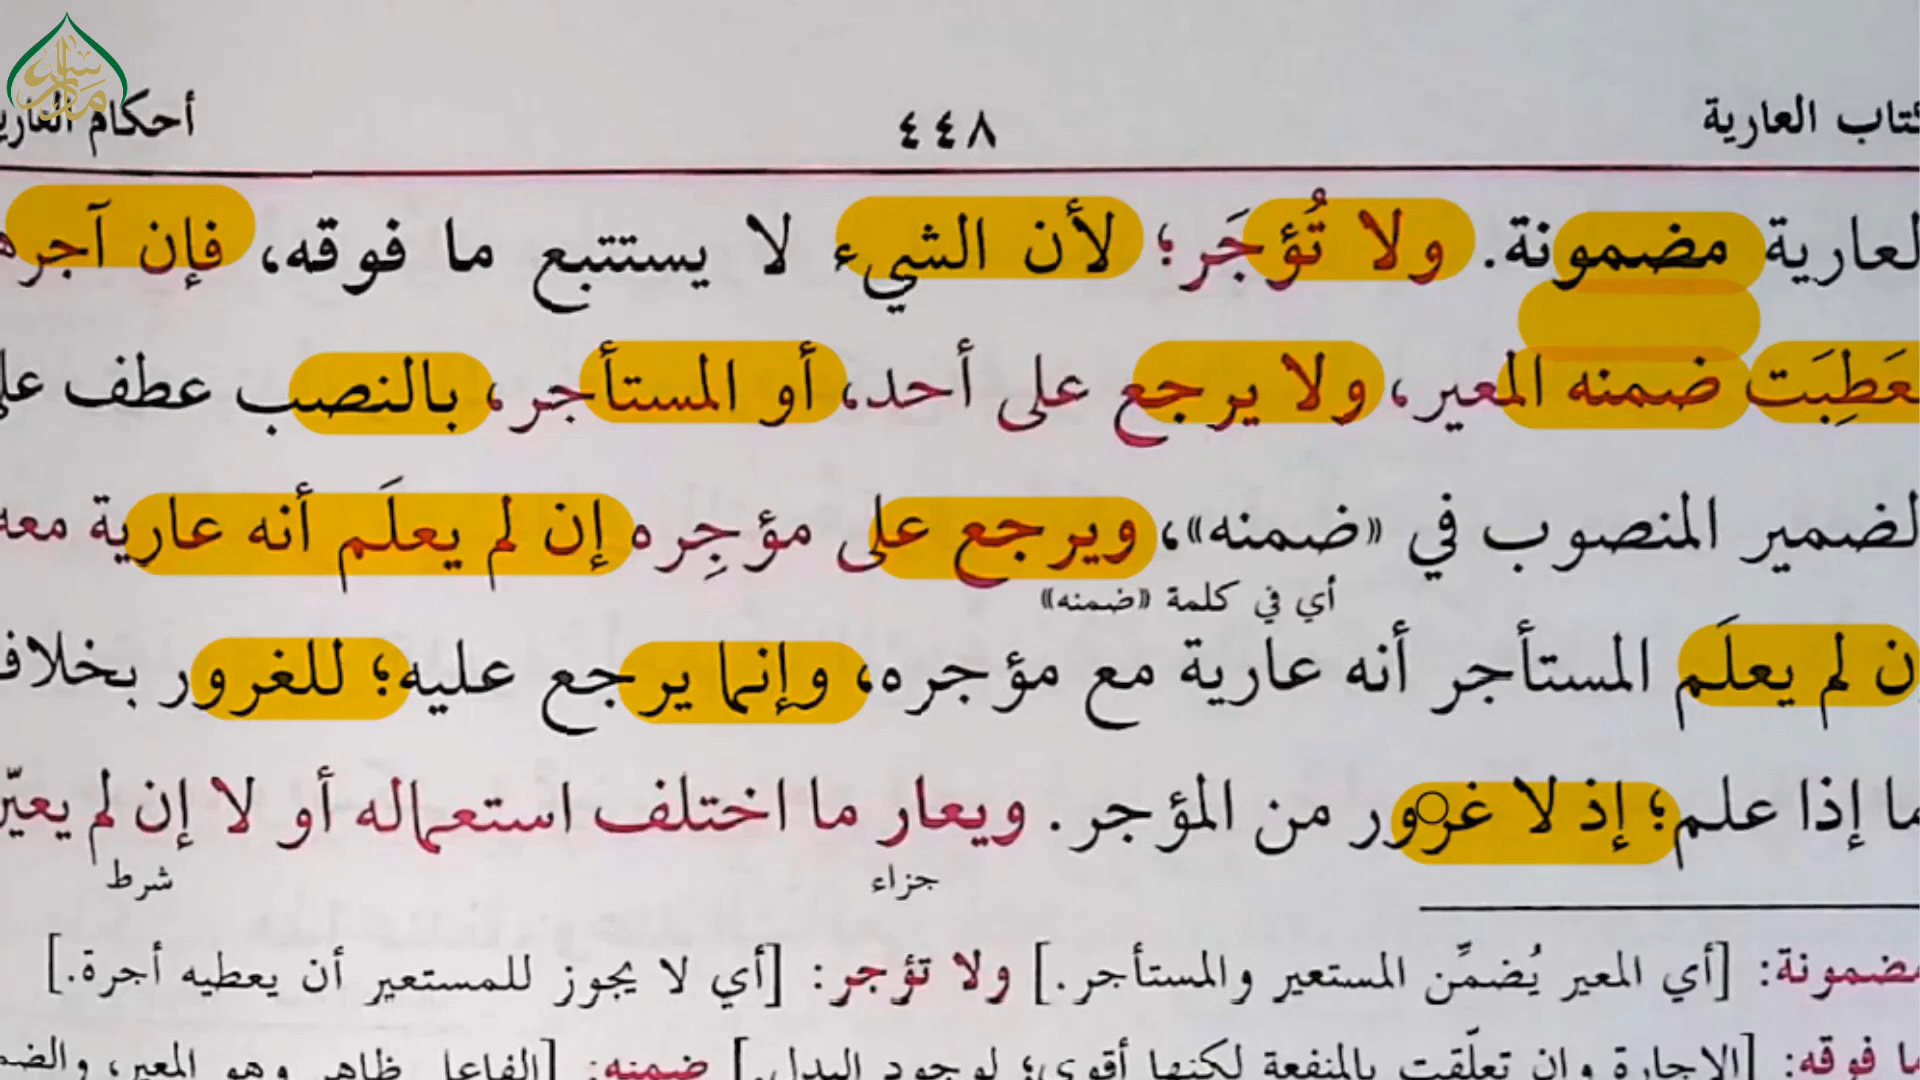 كتاب العارية ٤٤٨ أحكام العارية
العارية مضمونة. ولا تُؤجَر؛ لأن الشيء لا يستتبع ما فوقه، فإن آجرها
فعَطِبَت ضمنه المعير، ولا يرجع على أحد، أو المستأجر، بالنصب عطف على
الضمير المنصوب في «ضمنه»، ويرجع على مؤجِره إن لم يعلَم أنه عارية معه
إن لم يعلَم المستأجر أنه عارية مع مؤجره، وإنما يرجع عليه؛ للغرور بخلاف
أي في كلمة «ضمنه»
ما إذا علم؛ إذ لا غرور من المؤجر. ويعار ما اختلف استعماله أو لا إن لم يعيّن
جزاء شرط
مضمونة: [أي المعير يُضمِّن المستعير والمستأجر.] ولا تؤجر: [أي لا يجوز للمستعير أن يعطيه أجرة.]
ما فوقه: [الإجارة وإن تعلّقت بالمنفعة لكنها أقوى؛ لوجود البدل.] ضمنه: [الفاعل ظاهر وهو المعير،